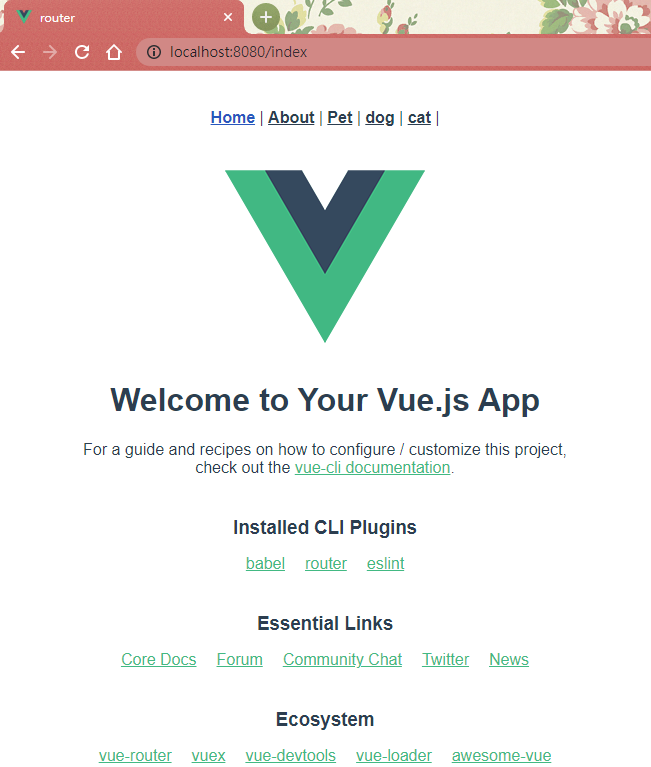 router
localhost:8080/index
Home | About | Pet | dog | cat |
Welcome to Your Vue.js App
For a guide and recipes on how to configure / customize this project,
check out the vue-cli documentation.
Installed CLI Plugins
babel router eslint
Essential Links
Core Docs Forum Community Chat Twitter News
Ecosystem
vue-router vuex vue-devtools vue-loader awesome-vue